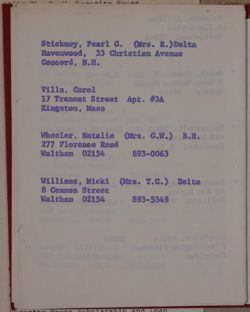 Stickney, Pearl G. (Mrs. R.)Delta
Havenwood, 33 Christian Avenue
Concord, N.H.
Villa, Carol
17 Tremont Street Apt. #3A
Kingston, Mass
Wheeler, Natalie (Mrs. G.W.)
277 Florence Road
Waltham 02154 893-0063
Williams, Micki (Mrs. T.C.) Delta
8 Common Street
Waltham 02154 893-5349